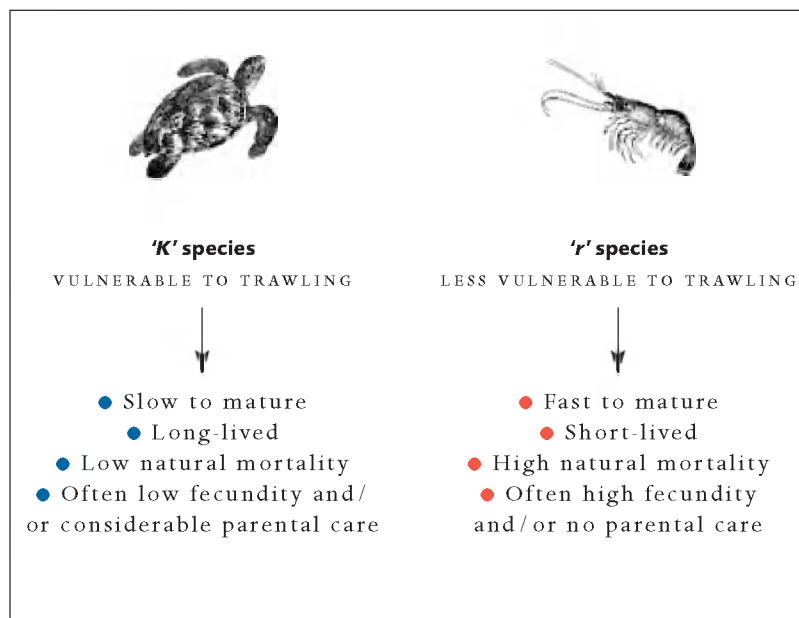 'K' species
VULNERABLE TO TRAWLING
• Slow to mature
• Long-lived
• Low natural mortality
• Often low fecundity and/
or considerable parental care
'r' species
LESS VULNERABLE TO TRAWLING
• Fast to mature
• Short-lived
• High natural mortality
• Often high fecundity
and/or no parental care